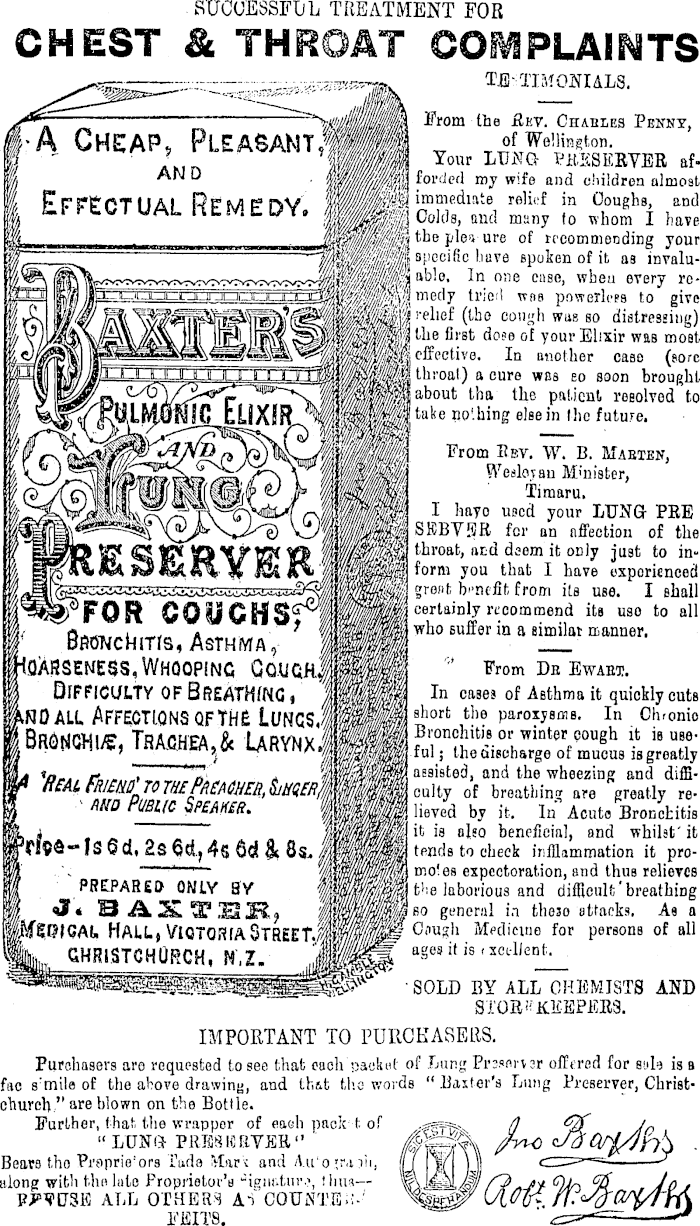 SUCCESSFUL TREATMENT FOR
CHEST & THROAT COMPLAINTS
A CHEAP, PLEASANT,
AND
EFFECTUAL REMEDY.
BAXTER'S
PULMONIC ELIXIR
AND
LUNG
PRESERVER
FOR COUGHS,
BRONCHITIS, ASTHMA,
HOARSENESS, WHOOPING COUGH,
DIFFICULTY OF BREATHING,
AND ALL AFFECTIONS OF THE LUNGS,
BRONCHIÆ, TRACHEA, & LARYNX.
A 'REAL FRIEND' TO THE PREACHER, SINGER,
AND PUBLIC SPEAKER.
Price-1s 6d, 2s 6d, 4s 6d & 8s.
PREPARED ONLY BY
J. BAXTER,
MEDICAL HALL, VICTORIA STREET,
CHRISTCHURCH, N.Z.
TESTIMONIALS.
From the REV. CHARLES PENNY,
of Wellington.
Your LUNG PRESERVER af-
forded my wife and children almost
immediate relief in Coughs, and
Colds, and many to whom I have
the pleasure of recommending your
specific have spoken of it as invalu-
able. In one case, when every re-
medy tried was powerless to give
relief (the cough was so distressing)
the first dose of your Elixir was most
effective. In another case (sore
throat) a cure was so soon brought
about tha the patient resolved to
take nothing else in the future.
From REV. W. B. MARTEN,
Wesleyan Minister,
Timaru.
I have used your LUNG PRE
SERVER for an affection of the
throat, and deem it only just to in-
form you that I have experienced
great benefit from its use. I shall
certainly recommend its use to all
who suffer in a similar manner.
From DR EWART.
In cases of Asthma it quickly cuts
short the paroxysms. In Chronic
Bronchitis or winter cough it is use-
ful; the discharge of mucus is greatly
assisted, and the wheezing and diffi-
culty of breathing are greatly re-
lieved by it. In Acute Bronchitis
it is also beneficial, and whilst it
tends to check inflammation it pro-
motes expectoration, and thus relieves
the laborious and difficult breathing
so general in these attacks. As a
Cough Medicine for persons of all
ages it is excellent.
SOLD BY ALL CHEMISTS AND
STOREKEEPERS.
IMPORTANT TO PURCHASERS.
Purchasers are requested to see that each packet of Lung Preserver offered for sale is a
fac simile of the above drawing, and that the words "Baxter's Lung Preserver, Christ-
church," are blown on the Bottle.
Further, that the wrapper of each packet of
"LUNG PRESERVER"
Bears the Proprietors Tade Mark and Autograph,
along with the late Proprietor's Signature, thus—
REFUSE ALL OTHERS AS COUNTER-
FEITS.
SIC EST VITÆ
NIL DESPERANDUM
Jno Baxter
Robt. W. Baxter